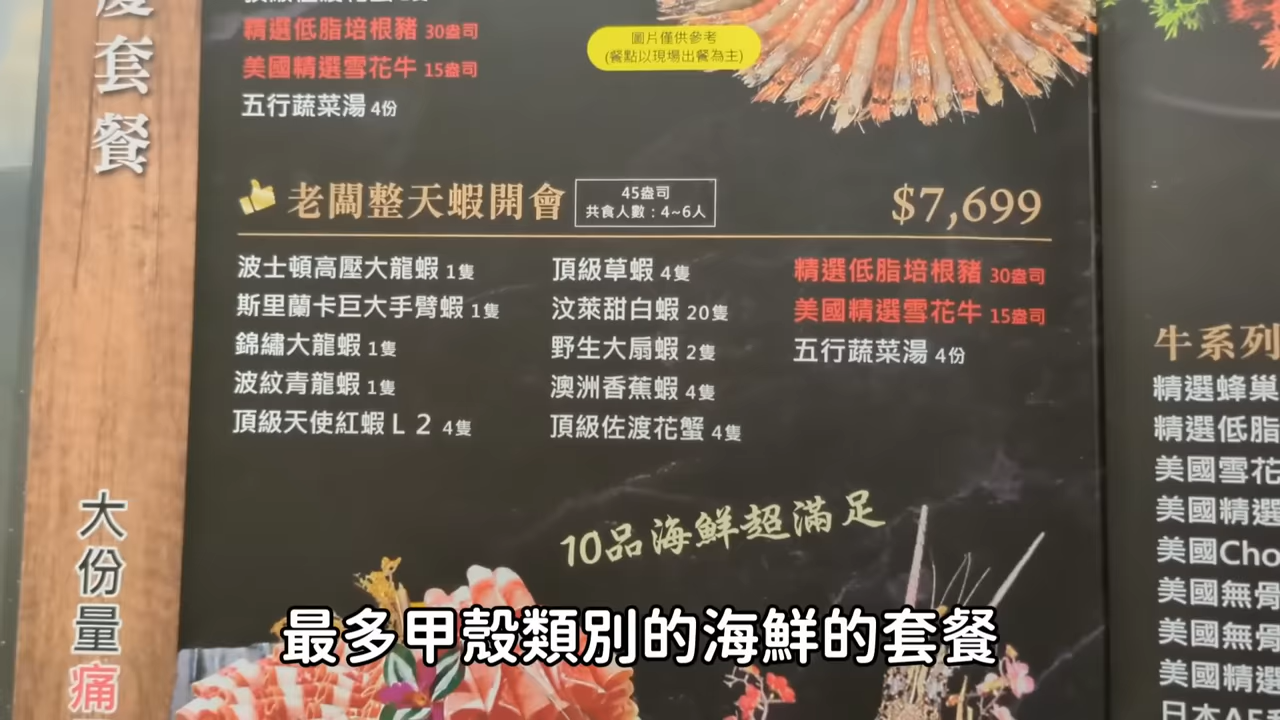 套餐
精選低脂培根豬 30盎司
美國精選雪花牛 15盎司
五行蔬菜湯 4份
圖片僅供參考
(餐點以現場出餐為主)
老闆整天蝦開會
45盎司
共食人數：4~6人
$7,699
波士頓高壓大龍蝦 1隻
斯里蘭卡巨大手臂蝦 1隻
錦繡大龍蝦 1隻
波紋青龍蝦 1隻
頂級天使紅蝦L2 4隻
頂級草蝦 4隻
汶萊甜白蝦 20隻
野生大扇蝦 2隻
澳洲香蕉蝦 4隻
頂級佐渡花蟹 4隻
精選低脂培根豬 30盎司
美國精選雪花牛 15盎司
五行蔬菜湯 4份
10品海鮮超滿足
大份量痛
牛系列
精選蜂巢
精選低脂
美國雪花
美國精選
美國Cho
美國無骨
美國無骨
美國精選
最多甲殼類別的海鮮的套餐